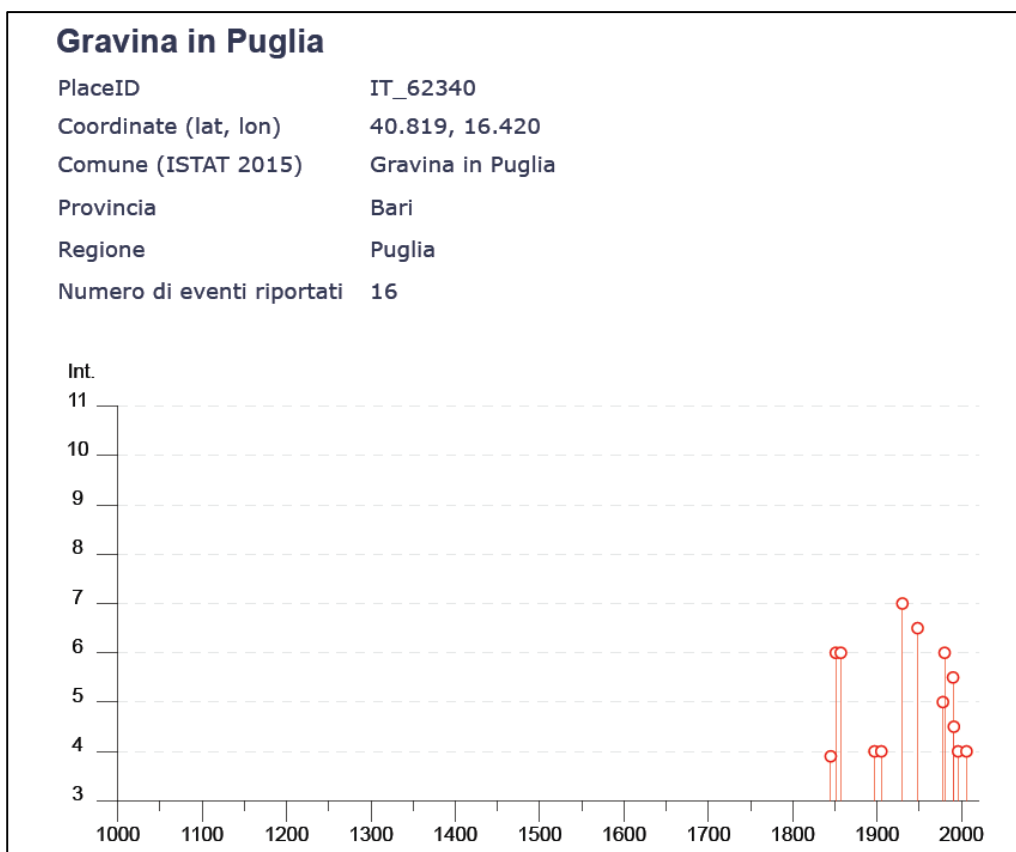 Gravina in Puglia
PlaceID IT_62340
Coordinate (lat, lon) 40.819, 16.420
Comune (ISTAT 2015) Gravina in Puglia
Provincia Bari
Regione Puglia
Numero di eventi riportati 16
Int.
11
10
9
8
7
6
5
4
3
1000 1100 1200 1300 1400 1500 1600 1700 1800 1900 2000